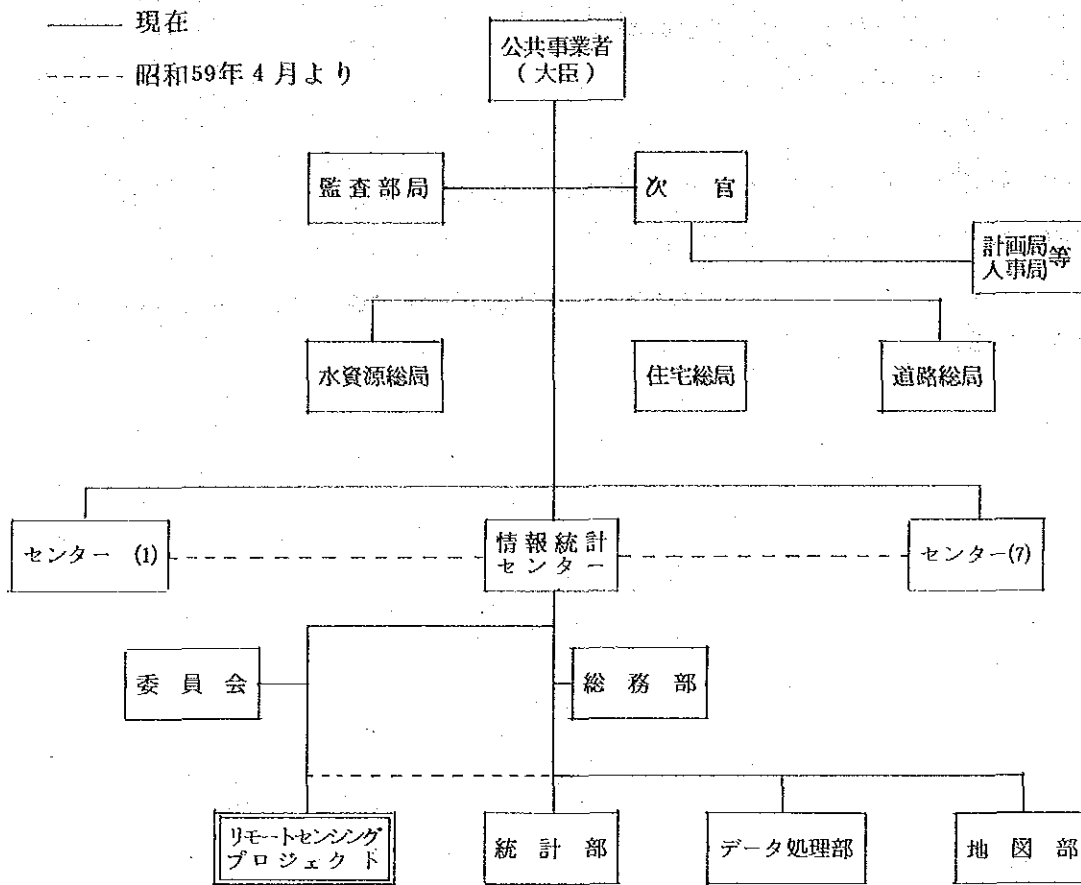 現在
昭和59年4月より
公共事業者
(大臣)
監査部局
次官
計画局
人事局等
水資源総局
住宅総局
道路総局
センター (1)
情報統計
センター
センター(7)
委員会
総務部
リモートセンシング
プロジェクト
統計部
データ処理部
地図部